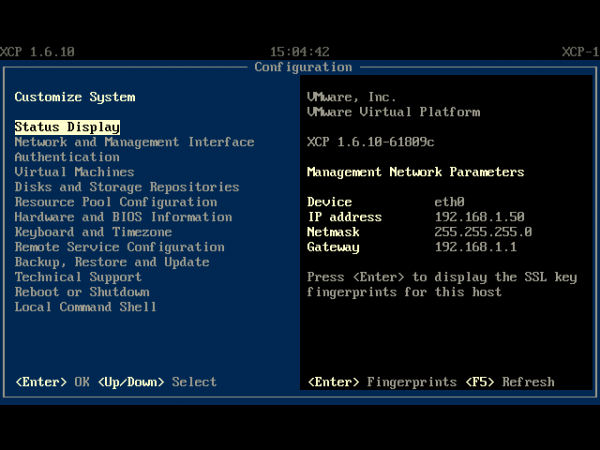 XCP 1.6.10 15:04:42 XCP-1
Configuration
Customize System
Status Display
Network and Management Interface
Authentication
Virtual Machines
Disks and Storage Repositories
Resource Pool Configuration
Hardware and BIOS Information
Keyboard and Timezone
Remote Service Configuration
Backup, Restore and Update
Technical Support
Reboot or Shutdown
Local Command Shell
<Enter> OK <Up/Down> Select
VMware, Inc.
VMware Virtual Platform
XCP 1.6.10-61809c
Management Network Parameters
Device eth0
IP address 192.168.1.50
Netmask 255.255.255.0
Gateway 192.168.1.1
Press <Enter> to display the SSL key
fingerprints for this host
<Enter> Fingerprints <F5> Refresh